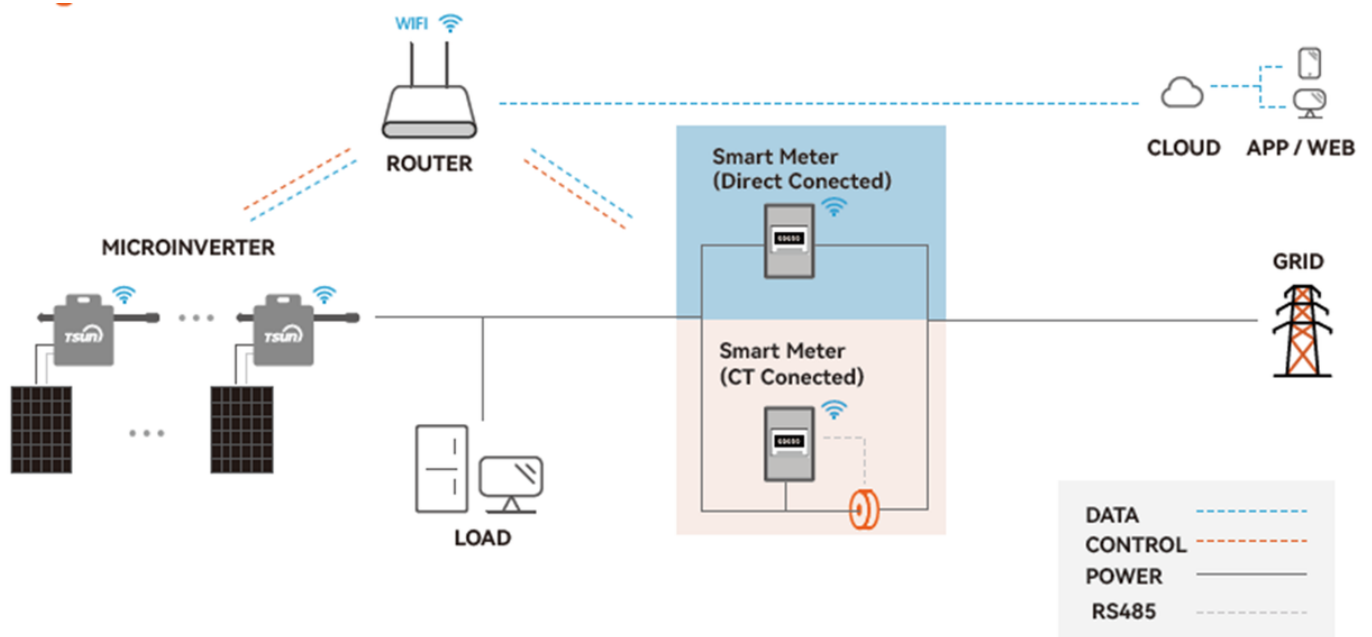 WIFI
ROUTER
CLOUD
APP / WEB
Smart Meter
(Direct Conected)
MICROINVERTER
GRID
TSUN
TSUN
Smart Meter
(CT Conected)
LOAD
DATA
CONTROL
POWER
RS485